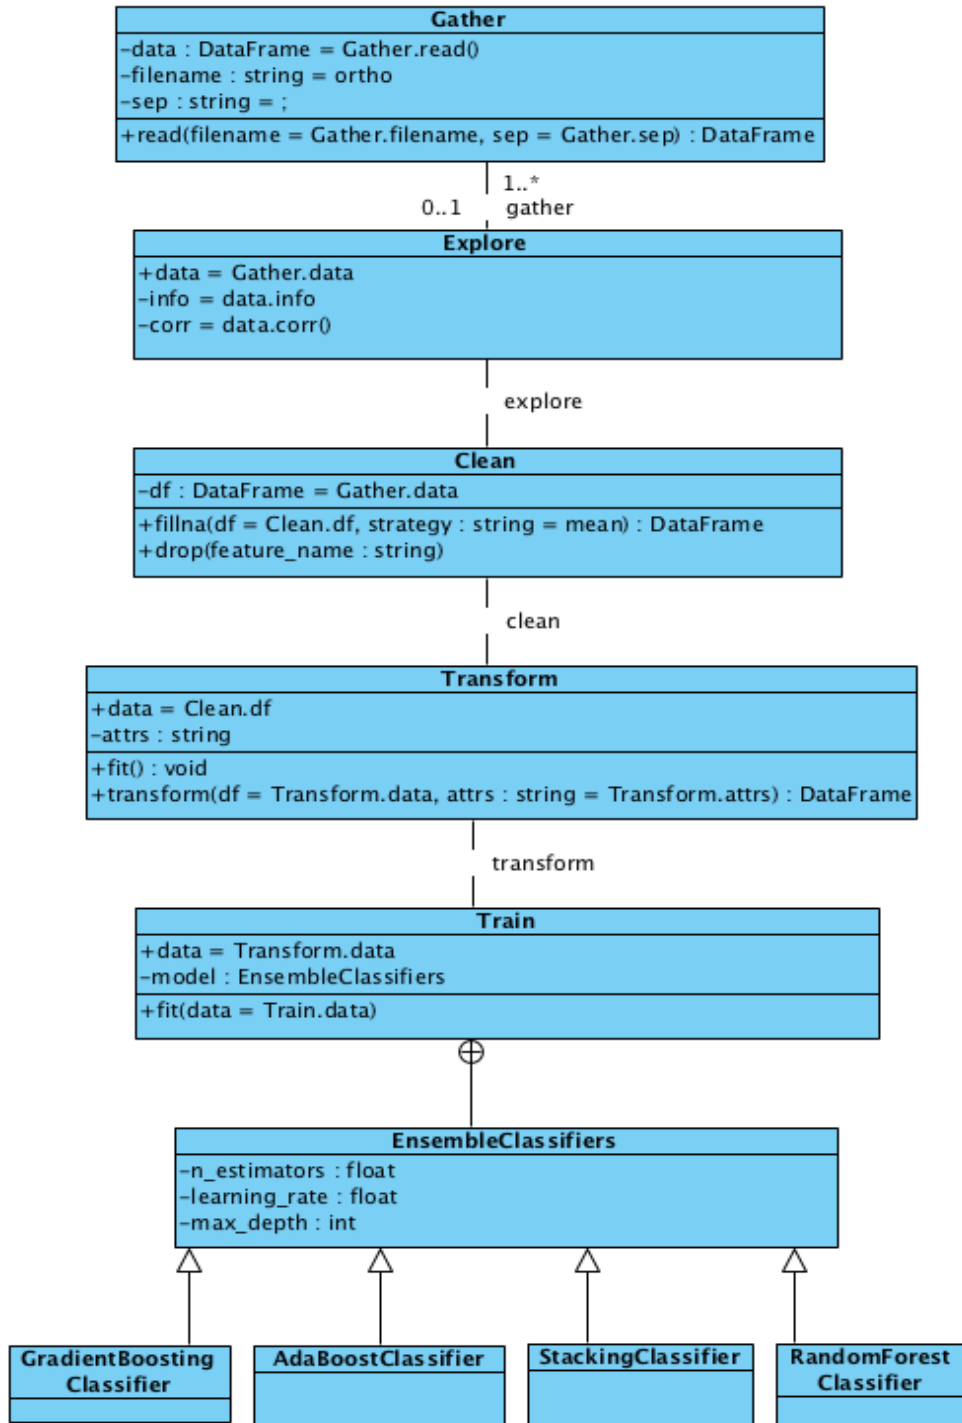 Gather
-data : DataFrame = Gather.read()
-filename : string = ortho
-sep : string = ;
+read(filename = Gather.filename, sep = Gather.sep) : DataFrame
1..*
0..1 gather
Explore
+data = Gather.data
-info = data.info
-corr = data.corr()
explore
Clean
-df : DataFrame = Gather.data
+fillna(df = Clean.df, strategy : string = mean) : DataFrame
+drop(feature_name : string)
clean
Transform
+data = Clean.df
-attrs : string
+fit() : void
+transform(df = Transform.data, attrs : string = Transform.attrs) : DataFrame
transform
Train
+data = Transform.data
-model : EnsembleClassifiers
+fit(data = Train.data)
EnsembleClassifiers
-n_estimators : float
-learning_rate : float
-max_depth : int
GradientBoosting
Classifier
AdaBoostClassifier
StackingClassifier
RandomForest
Classifier